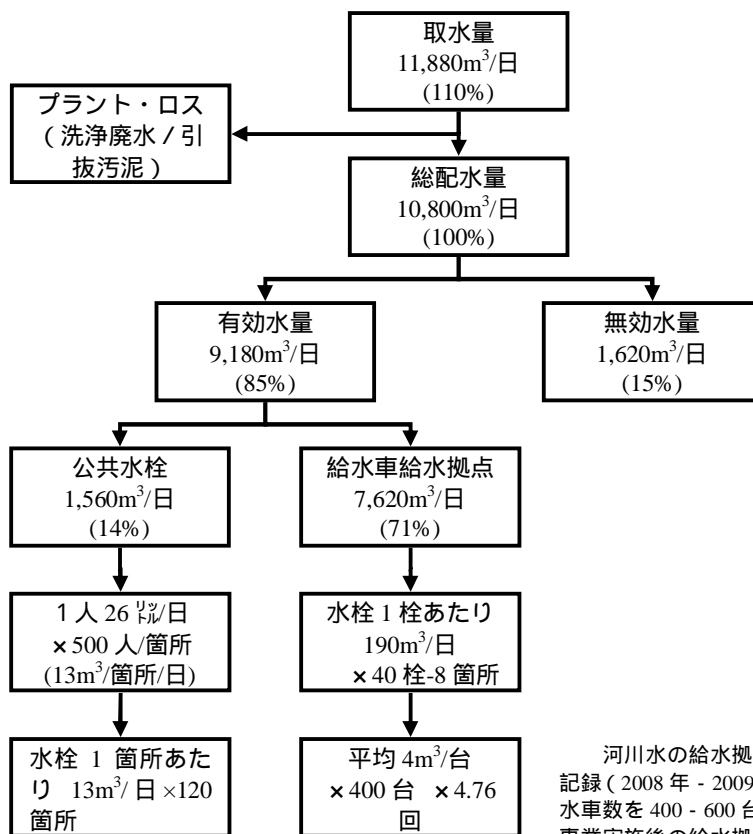 取水量
11,880m³/日
(110%)
プラント・ロス
(洗浄廃水/引
抜汚泥)
総配水量
10,800m³/日
(100%)
有効水量
9,180m³/日
(85%)
無効水量
1,620m³/日
(15%)
公共水栓
1,560m³/日
(14%)
給水車給水拠点
7,620m³/日
(71%)
1人26㍑/日
×500人/箇所
(13m³/箇所/日)
水栓1栓あたり
190m³/日
×40栓-8箇所
水栓 1 箇所あた
り 13m³/日×120
箇所
平均4m³/台
×400台 ×4.76
回
河川水の給水拠
記録(2008年-2009
水車数を400-600台